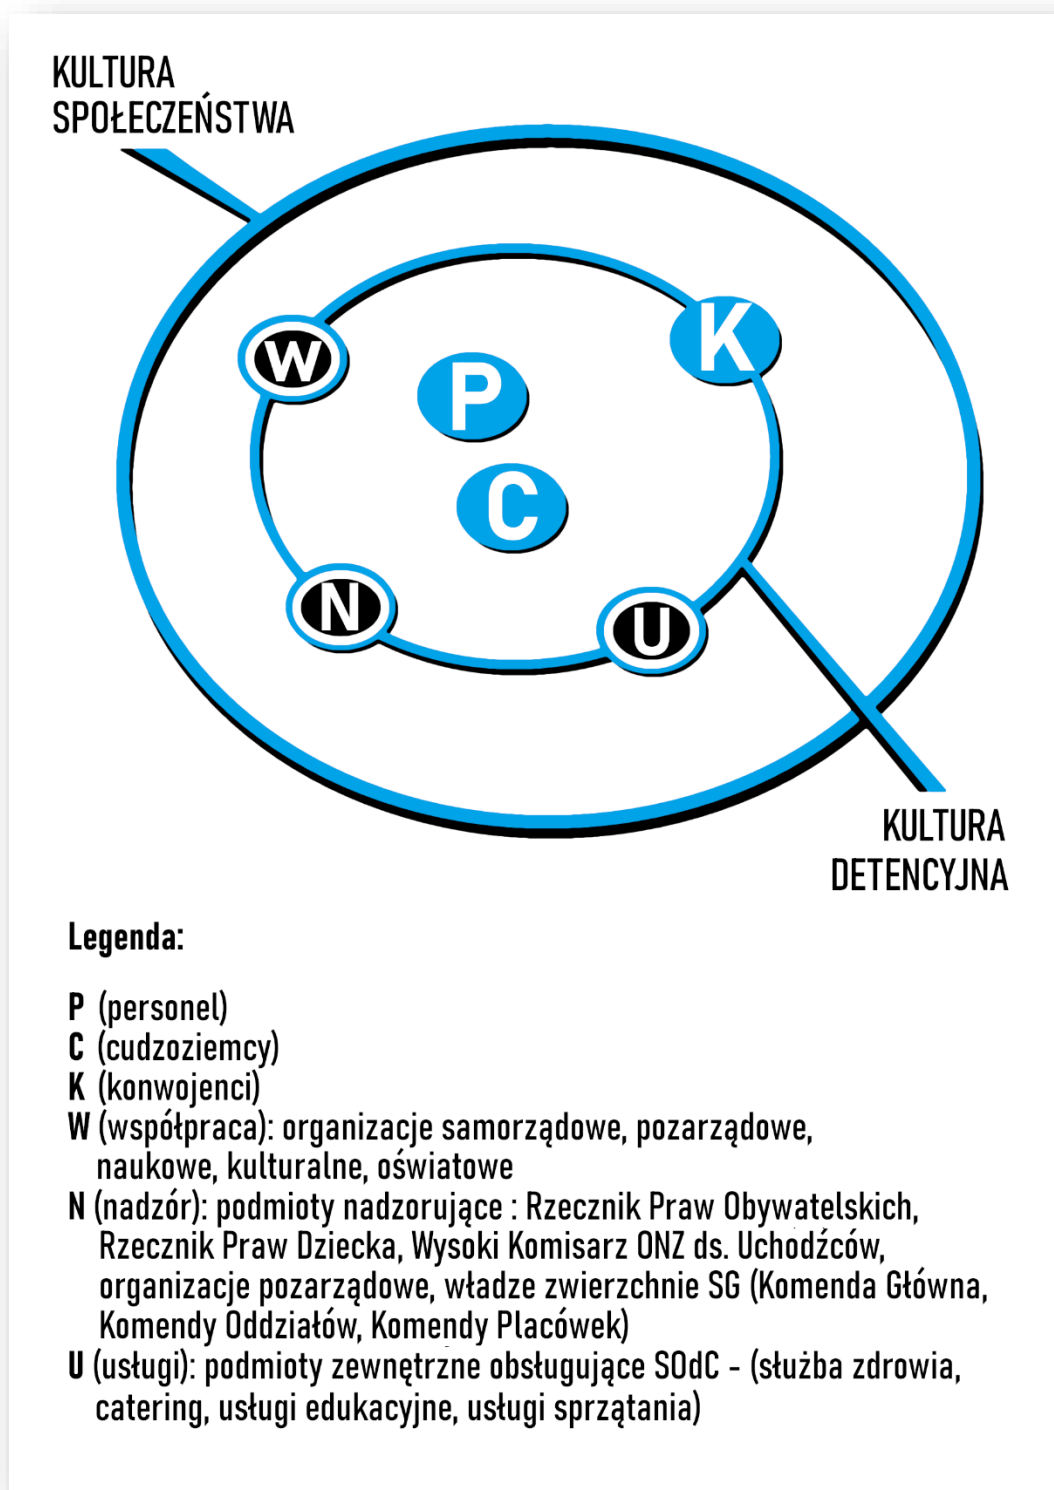 KULTURA
SPOŁECZEŃSTWA
W
K
P
C
N
U
KULTURA
DETENCYJNA
Legenda:
P (personel)
C (cudzoziemcy)
K (konwojenci)
W (współpraca): organizacje samorządowe, pozarządowe,
naukowe, kulturalne, oświatowe
N (nadzór): podmioty nadzorujące : Rzecznik Praw Obywatelskich,
Rzecznik Praw Dziecka, Wysoki Komisarz ONZ ds. Uchodźców,
organizacje pozarządowe, władze zwierzchnie SG (Komenda Główna,
Komendy Oddziałów, Komendy Placówek)
U (usługi): podmioty zewnętrzne obsługujące SOdC - (służba zdrowia,
catering, usługi edukacyjne, usługi sprzątania)